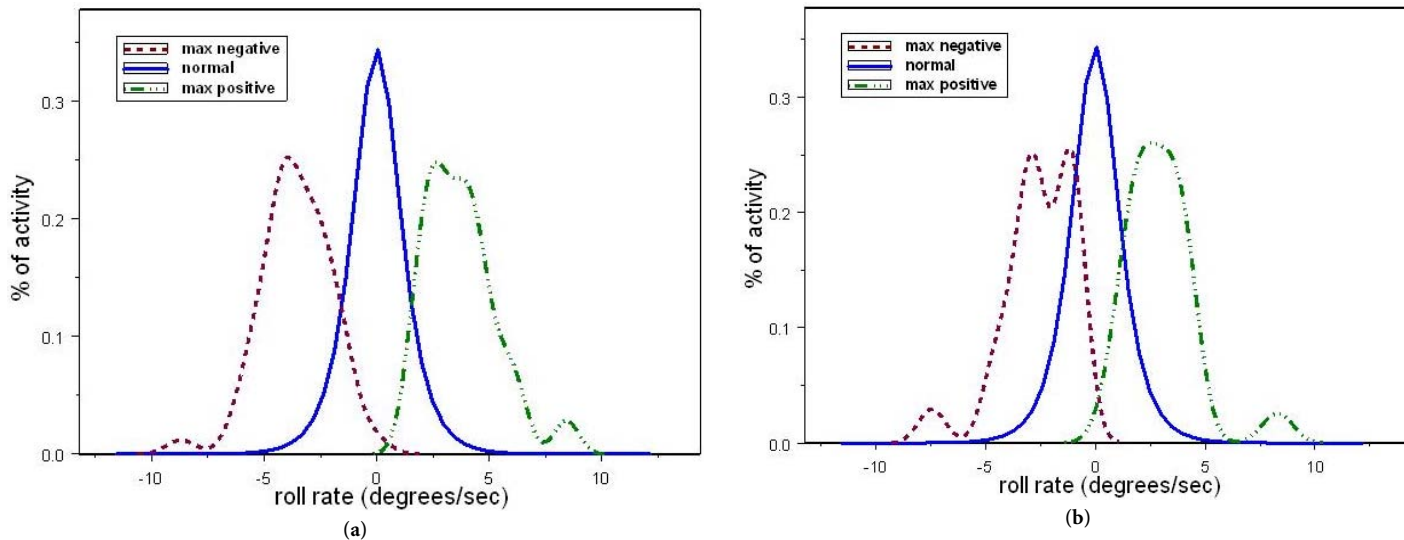 max negative
normal
max positive
0.3
0.2
0.1
0.0
% of activity
-10
-5
0
5
10
roll rate (degrees/sec)
(a)
max negative
normal
max positive
0.3
0.2
0.1
0.0
% of activity
-10
-5
0
5
10
roll rate (degrees/sec)
(b)